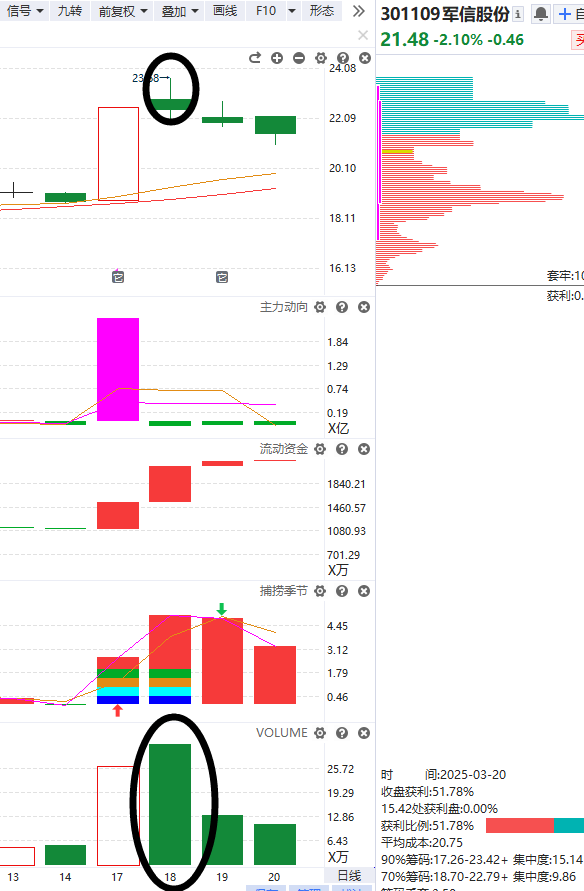 信号 九转 前复权 叠加 画线 F10 形态
301109 军信股份
21.48 -2.10% -0.46
24.08
22.09
20.10
18.11
16.13
套牢:10
获利:0.
主力动向
1.84
1.29
0.74
0.19
X亿
流动资金
1840.21
1460.57
1080.93
701.29
X万
捕捞季节
4.45
3.12
1.79
0.46
VOLUME
25.72
19.29
12.86
6.43
X万
13 14 17 18 19 20 日线
时 间:2025-03-20
收盘获利:51.78%
15.42处获利盘:0.00%
获利比例:51.78%
平均成本:20.75
90%筹码:17.26-23.42+ 集中度:15.14
70%筹码:18.70-22.79+ 集中度:9.86